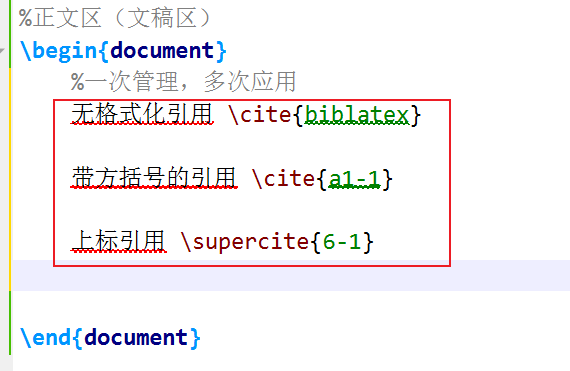 %正文区（文稿区）
\begin{document}
%一次管理，多次应用
无格式化引用 \cite{biblatex}
带方括号的引用 \cite{a1-1}
上标引用 \supercite{6-1}
\end{document}